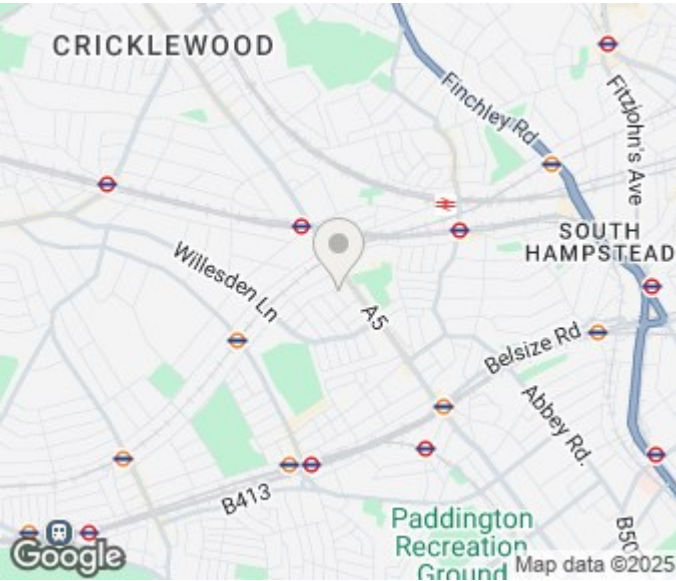 CRICKLEWOOD
Finchley Rd
Fitzjohn's Ave
SOUTH
HAMPSTEAD
Willesden Ln
A5
Belsize Rd
Abbey Rd.
B413
Paddington
Recreation
Ground
B50
Google
Map data ©2025